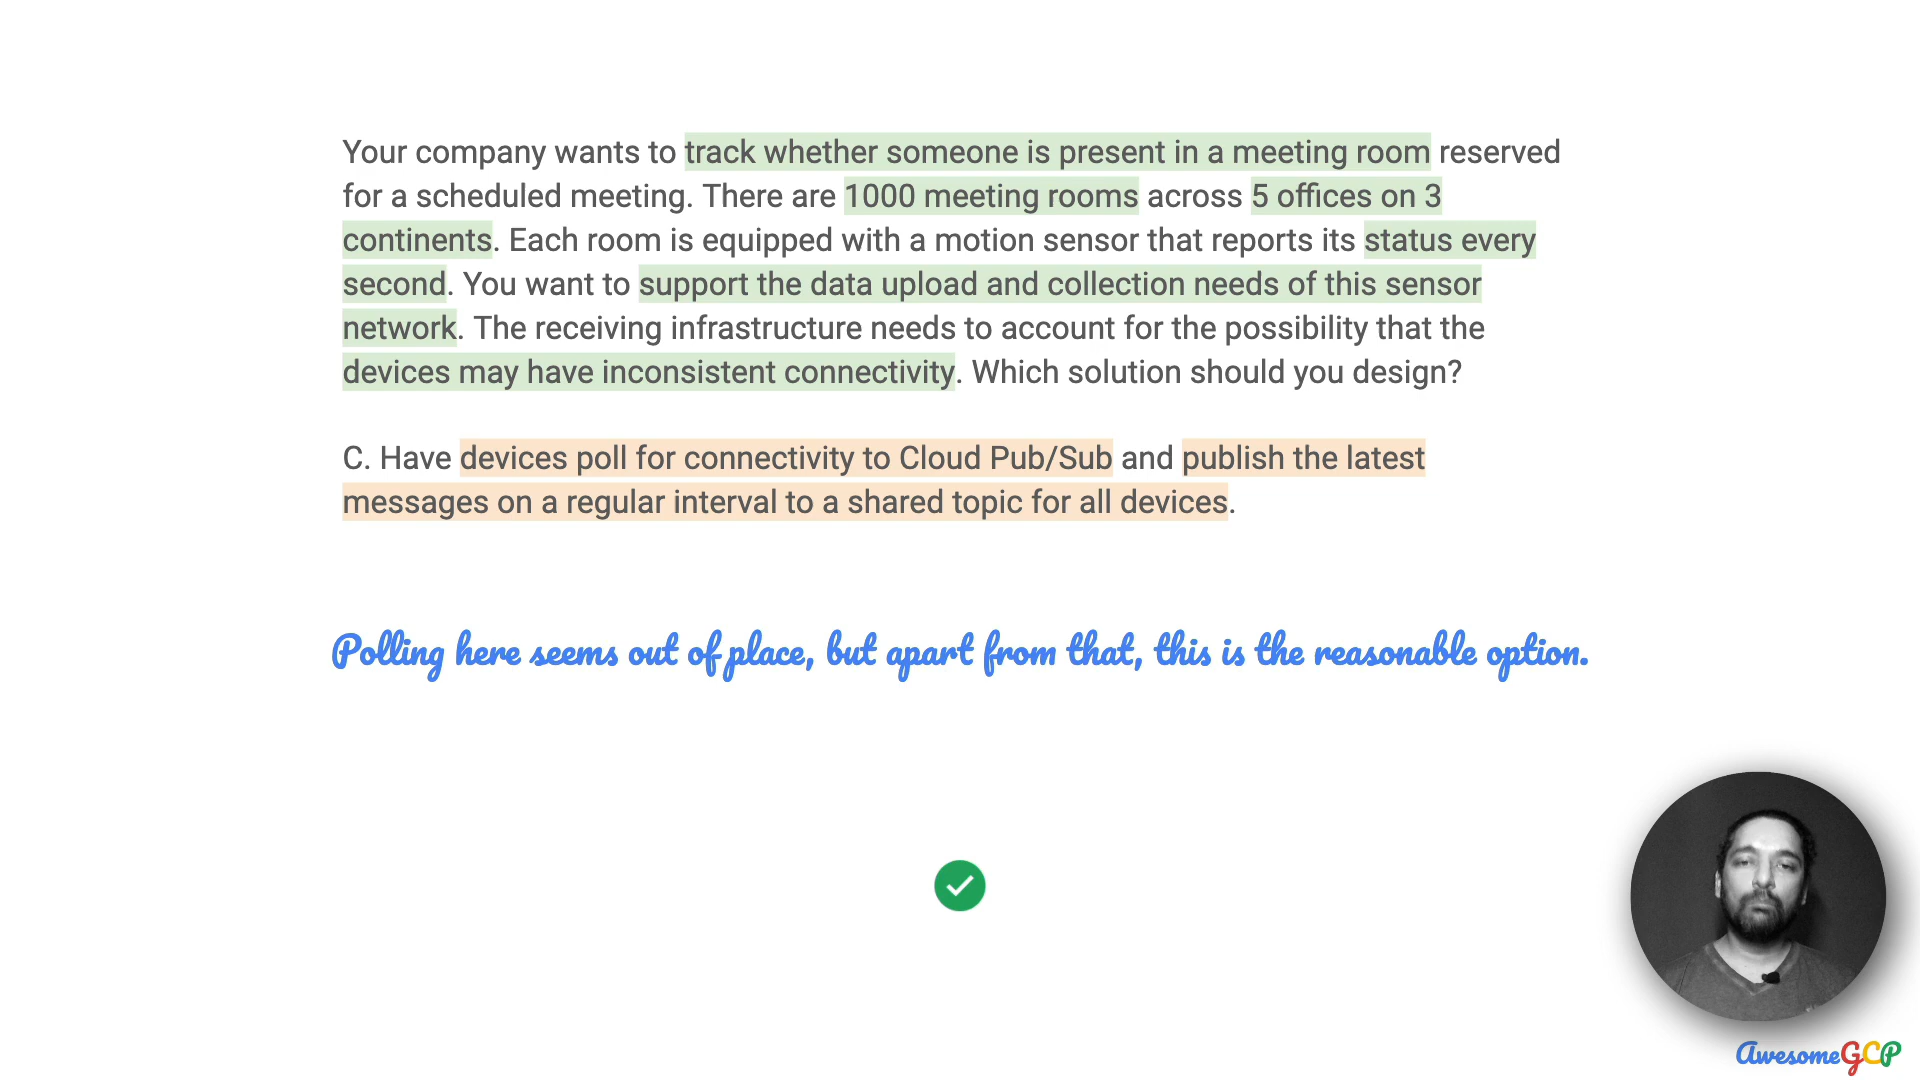 Your company wants to track whether someone is present in a meeting room reserved
for a scheduled meeting. There are 1000 meeting rooms across 5 offices on 3
continents. Each room is equipped with a motion sensor that reports its status every
second. You want to support the data upload and collection needs of this sensor
network. The receiving infrastructure needs to account for the possibility that the
devices may have inconsistent connectivity. Which solution should you design?
C. Have devices poll for connectivity to Cloud Pub/Sub and publish the latest
messages on a regular interval to a shared topic for all devices.
Polling here seems out of place, but apart from that, this is the reasonable option.
AwesomeGCP